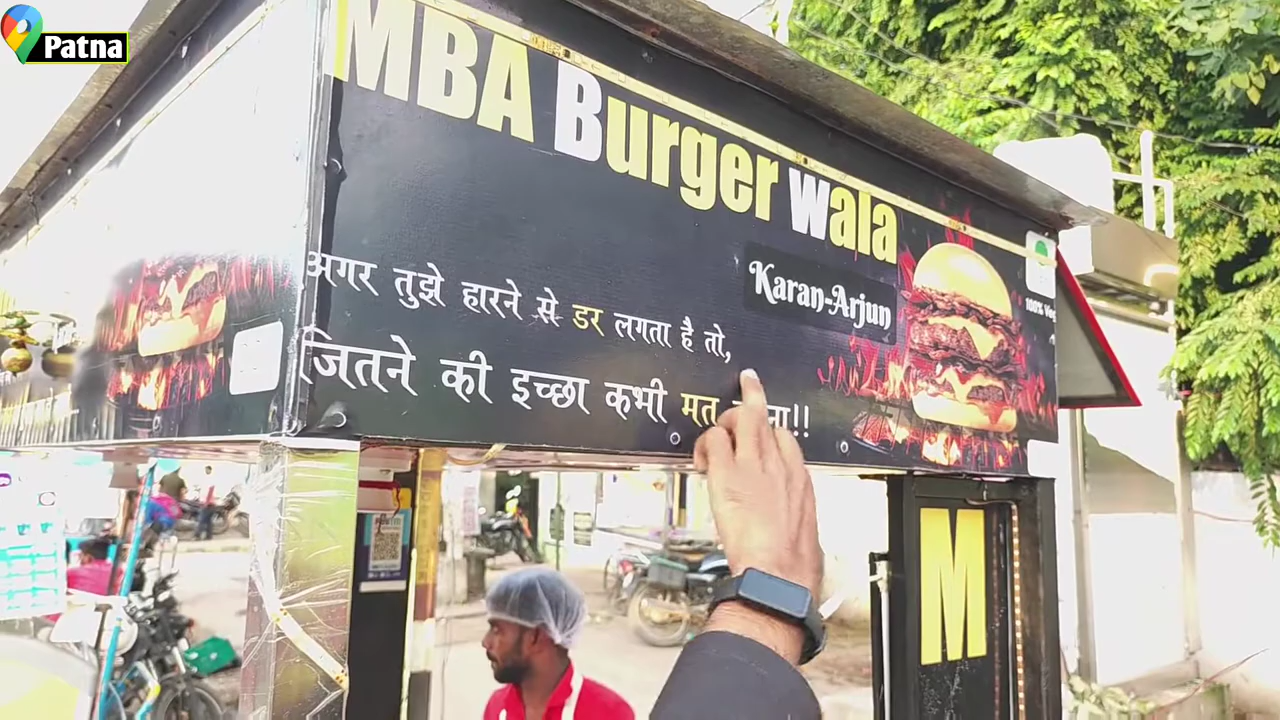 Patna
MBA Burger wala
Karan-Arjun
100% Veg
अगर तुझे हारने से डर लगता है तो,
जितने की इच्छा कभी मत
M